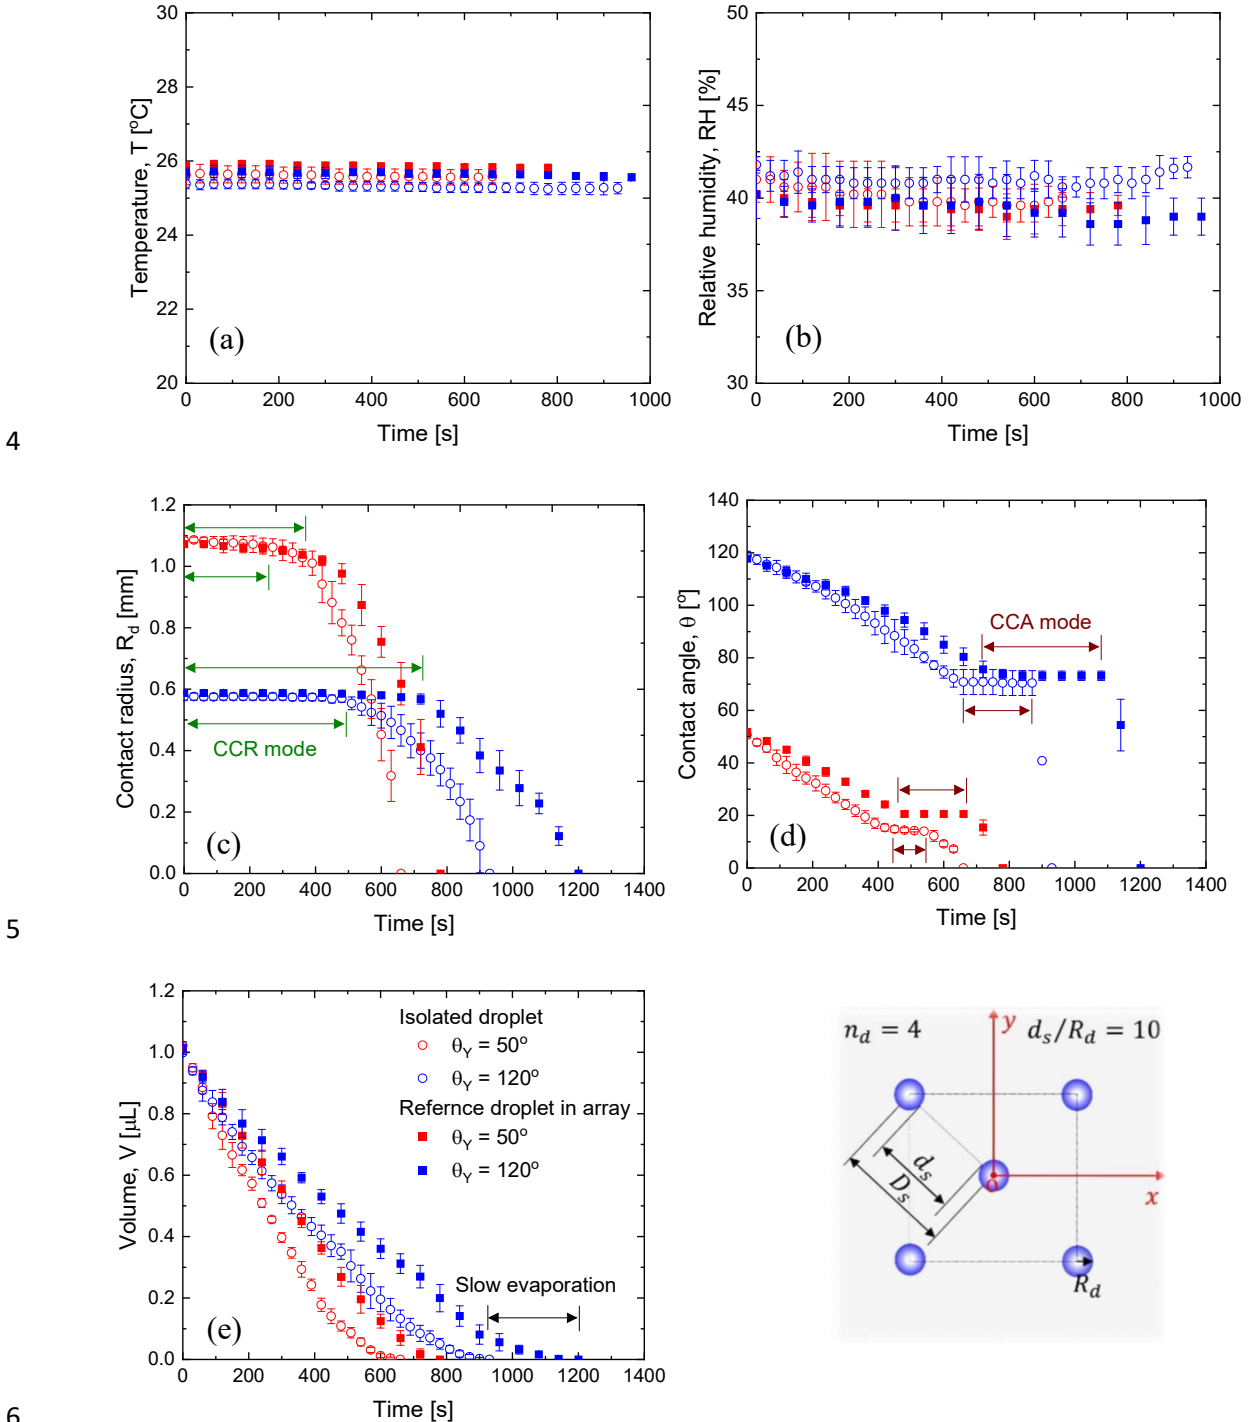 30
28
26
24
22
20
0
200
400
600
800
1000
Temperature, T [°C]
Time [s]
(a)
50
45
40
35
30
0
200
400
600
800
1000
Relative humidity, RH [%]
Time [s]
(b)
4
1.2
1.0
0.8
0.6
0.4
0.2
0.0
0
200
400
600
800
1000
1200
1400
Contact radius, Rd [mm]
Time [s]
CCR mode
(c)
140
120
100
80
60
40
20
0
0
200
400
600
800
1000
1200
1400
Contact angle, θ [°]
Time [s]
CCA mode
(d)
5
1.2
1.0
0.8
0.6
0.4
0.2
0.0
0
200
400
600
800
1000
1200
1400
Volume, V [µL]
Time [s]
Isolated droplet
θY = 50°
θY = 120°
Refernce droplet in array
θY = 50°
θY = 120°
Slow evaporation
(e)
nd = 4
y
ds/Rd = 10
ds
Ds
O
x
Rd
6